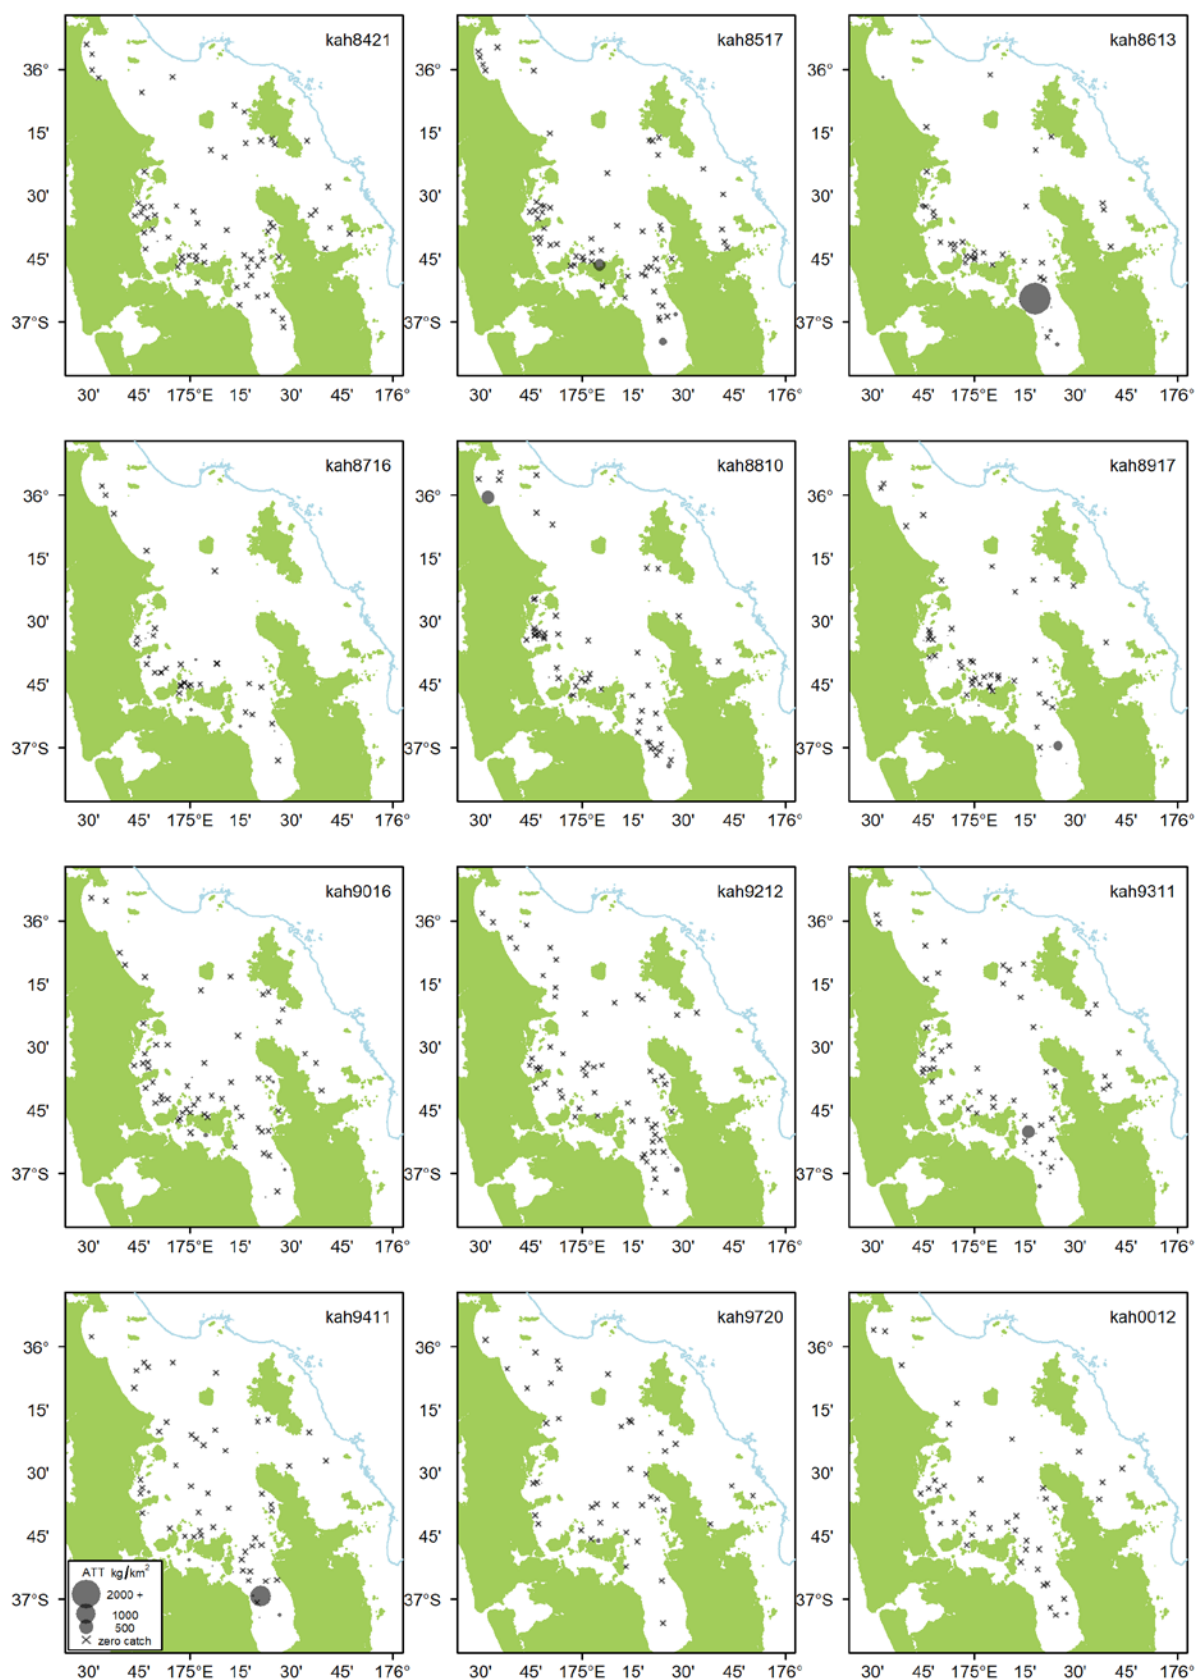 kah8421
kah8517
kah8613
36°
36°
36°
15'
15'
15'
30'
30'
30'
45'
45'
45'
37°S
37°S
37°S
30' 45' 175°E 15' 30' 45' 176°
30' 45' 175°E 15' 30' 45' 176°
30' 45' 175°E 15' 30' 45' 176°
kah8716
kah8810
kah8917
36°
36°
36°
15'
15'
15'
30'
30'
30'
45'
45'
45'
37°S
37°S
37°S
30' 45' 175°E 15' 30' 45' 176°
30' 45' 175°E 15' 30' 45' 176°
30' 45' 175°E 15' 30' 45' 176°
kah9016
kah9212
kah9311
36°
36°
36°
15'
15'
15'
30'
30'
30'
45'
45'
45'
37°S
37°S
37°S
30' 45' 175°E 15' 30' 45' 176°
30' 45' 175°E 15' 30' 45' 176°
30' 45' 175°E 15' 30' 45' 176°
kah9411
kah9720
kah0012
36°
36°
36°
15'
15'
15'
30'
30'
30'
45'
45'
45'
37°S
37°S
37°S
ATT kg/km²
2000 +
1000
500
zero catch
30' 45' 175°E 15' 30' 45' 176°
30' 45' 175°E 15' 30' 45' 176°
30' 45' 175°E 15' 30' 45' 176°